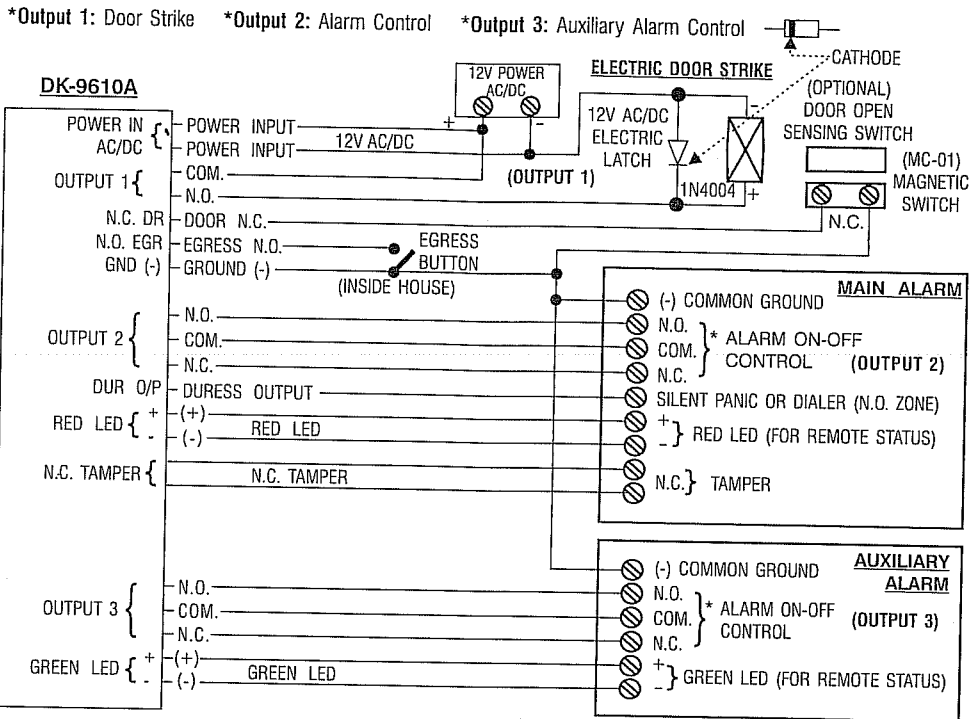 *Output 1: Door Strike *Output 2: Alarm Control *Output 3: Auxiliary Alarm Control
CATHODE
DK-9610A
12V POWER
AC/DC
+
-
ELECTRIC DOOR STRIKE
12V AC/DC
ELECTRIC
LATCH
1N4004
-
+
(OPTIONAL)
DOOR OPEN
SENSING SWITCH
(MC-01)
MAGNETIC
SWITCH
N.C.
POWER IN
AC/DC
{
POWER INPUT
POWER INPUT
12V AC/DC
OUTPUT 1 {
COM.
N.O.
(OUTPUT 1)
N.C. DR
DOOR N.C.
N.O. EGR
EGRESS N.O.
GND (-)
GROUND (-)
EGRESS
BUTTON
(INSIDE HOUSE)
OUTPUT 2 {
N.O.
COM.
N.C.
DUR O/P
DURESS OUTPUT
RED LED { + -
(+)
(-)
RED LED
N.C. TAMPER {
N.C. TAMPER
MAIN ALARM
(-) COMMON GROUND
N.O.
COM.
N.C.
} * ALARM ON-OFF
CONTROL
(OUTPUT 2)
SILENT PANIC OR DIALER (N.O. ZONE)
+
-
} RED LED (FOR REMOTE STATUS)
N.C. } TAMPER
OUTPUT 3 {
N.O.
COM.
N.C.
GREEN LED { + -
(+)
(-)
GREEN LED
AUXILIARY
ALARM
(-) COMMON GROUND
N.O.
COM.
N.C.
} * ALARM ON-OFF
CONTROL
(OUTPUT 3)
+
-
} GREEN LED (FOR REMOTE STATUS)